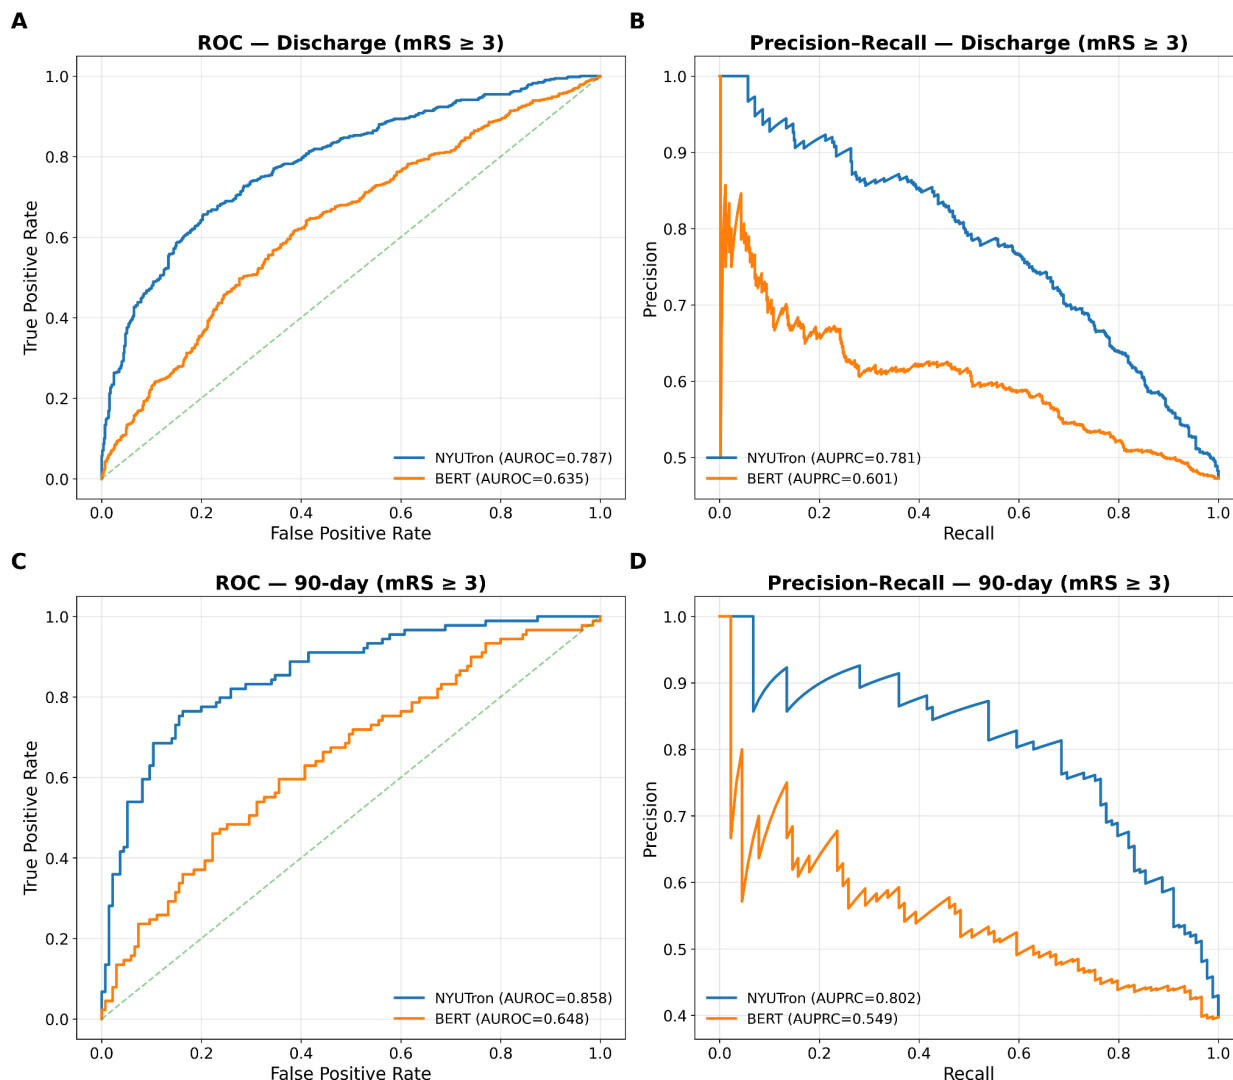 A
ROC — Discharge (mRS ≥ 3)
True Positive Rate
1.0
0.8
0.6
0.4
0.2
0.0
NYUTron (AUROC=0.787)
BERT (AUROC=0.635)
0.0 0.2 0.4 0.6 0.8 1.0
False Positive Rate
B
Precision–Recall — Discharge (mRS ≥ 3)
Precision
1.0
0.9
0.8
0.7
0.6
0.5
NYUTron (AUPRC=0.781)
BERT (AUPRC=0.601)
0.0 0.2 0.4 0.6 0.8 1.0
Recall
C
ROC — 90-day (mRS ≥ 3)
True Positive Rate
1.0
0.8
0.6
0.4
0.2
0.0
NYUTron (AUROC=0.858)
BERT (AUROC=0.648)
0.0 0.2 0.4 0.6 0.8 1.0
False Positive Rate
D
Precision–Recall — 90-day (mRS ≥ 3)
Precision
1.0
0.9
0.8
0.7
0.6
0.5
0.4
NYUTron (AUPRC=0.802)
BERT (AUPRC=0.549)
0.0 0.2 0.4 0.6 0.8 1.0
Recall